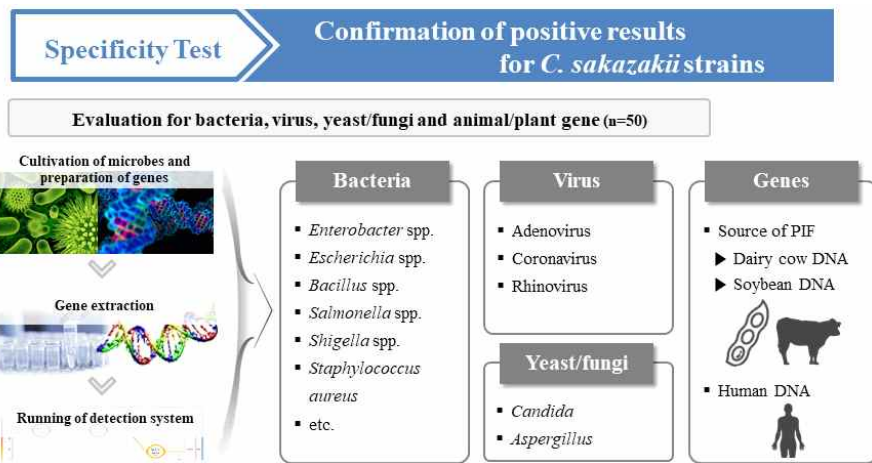 Specificity Test
Confirmation of positive results
for C. sakazakii strains
Evaluation for bacteria, virus, yeast/fungi and animal/plant gene (n=50)
Cultivation of microbes and
preparation of genes
Gene extraction
Running of detection system
Bacteria
▪ Enterobacter spp.
▪ Escherichia spp.
▪ Bacillus spp.
▪ Salmonella spp.
▪ Shigella spp.
▪ Staphylococcus
aureus
▪ etc.
Virus
▪ Adenovirus
▪ Coronavirus
▪ Rhinovirus
Yeast/fungi
▪ Candida
▪ Aspergillus
Genes
▪ Source of PIF
▶ Dairy cow DNA
▶ Soybean DNA
▪ Human DNA